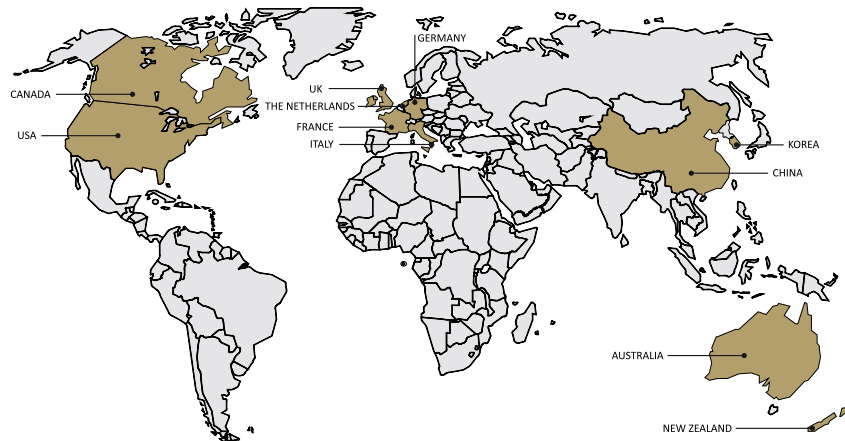 GERMANY
CANADA
UK
THE NETHERLANDS
USA
FRANCE
ITALY
KOREA
CHINA
AUSTRALIA
NEW ZEALAND